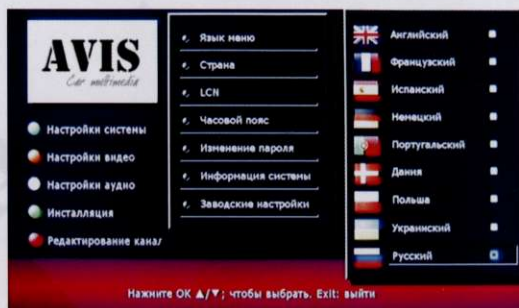 AVIS
Car multimedia
Настройки системы
Настройки видео
Настройки аудио
Инсталляция
Редактирование кана
Язык меню
Страна
LCN
Часовой пояс
Изменение пароля
Информация системы
Заводские настройки
Английский
Французский
Испанский
Немецкий
Португальский
Дания
Польша
Украинский
Русский
Нажмите OK ▲/▼; чтобы выбрать. Exit: выйти